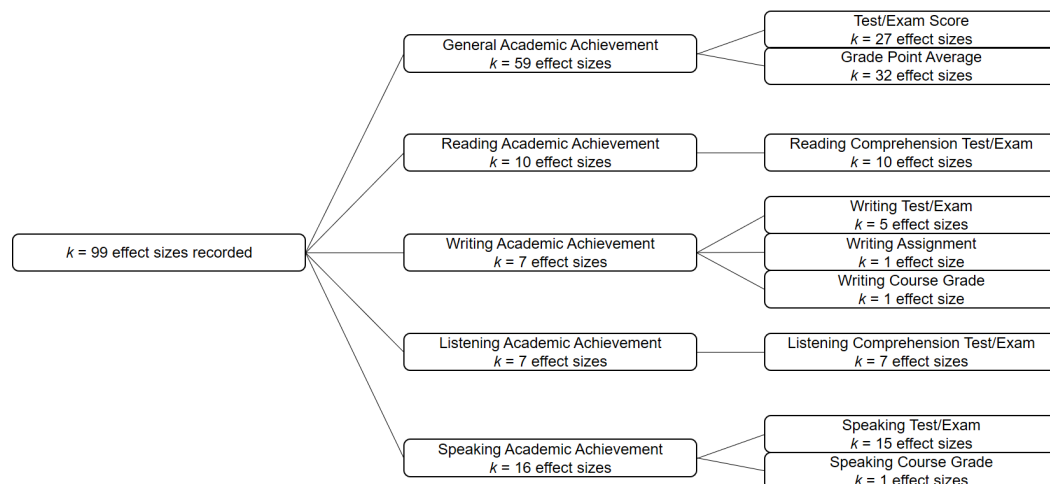 Test/Exam Score
k = 27 effect sizes
General Academic Achievement
k = 59 effect sizes
Grade Point Average
k = 32 effect sizes
Reading Academic Achievement
k = 10 effect sizes
Reading Comprehension Test/Exam
k = 10 effect sizes
Writing Test/Exam
k = 5 effect sizes
k = 99 effect sizes recorded
Writing Academic Achievement
k = 7 effect sizes
Writing Assignment
k = 1 effect size
Writing Course Grade
k = 1 effect size
Listening Academic Achievement
k = 7 effect sizes
Listening Comprehension Test/Exam
k = 7 effect sizes
Speaking Test/Exam
k = 15 effect sizes
Speaking Academic Achievement
k = 16 effect sizes
Speaking Course Grade
k = 1 effect sizes